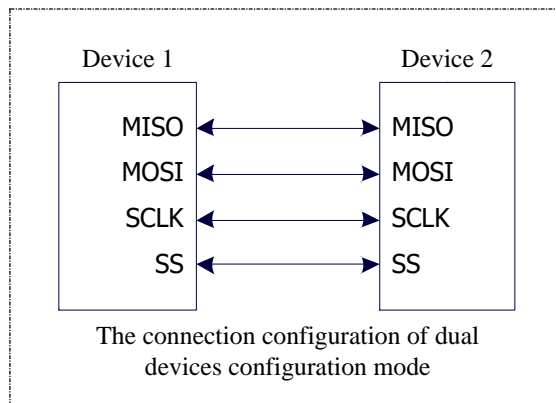 Device 1 Device 2
MISO MISO
MOSI MOSI
SCLK SCLK
SS SS
The connection configuration of dual
devices configuration mode